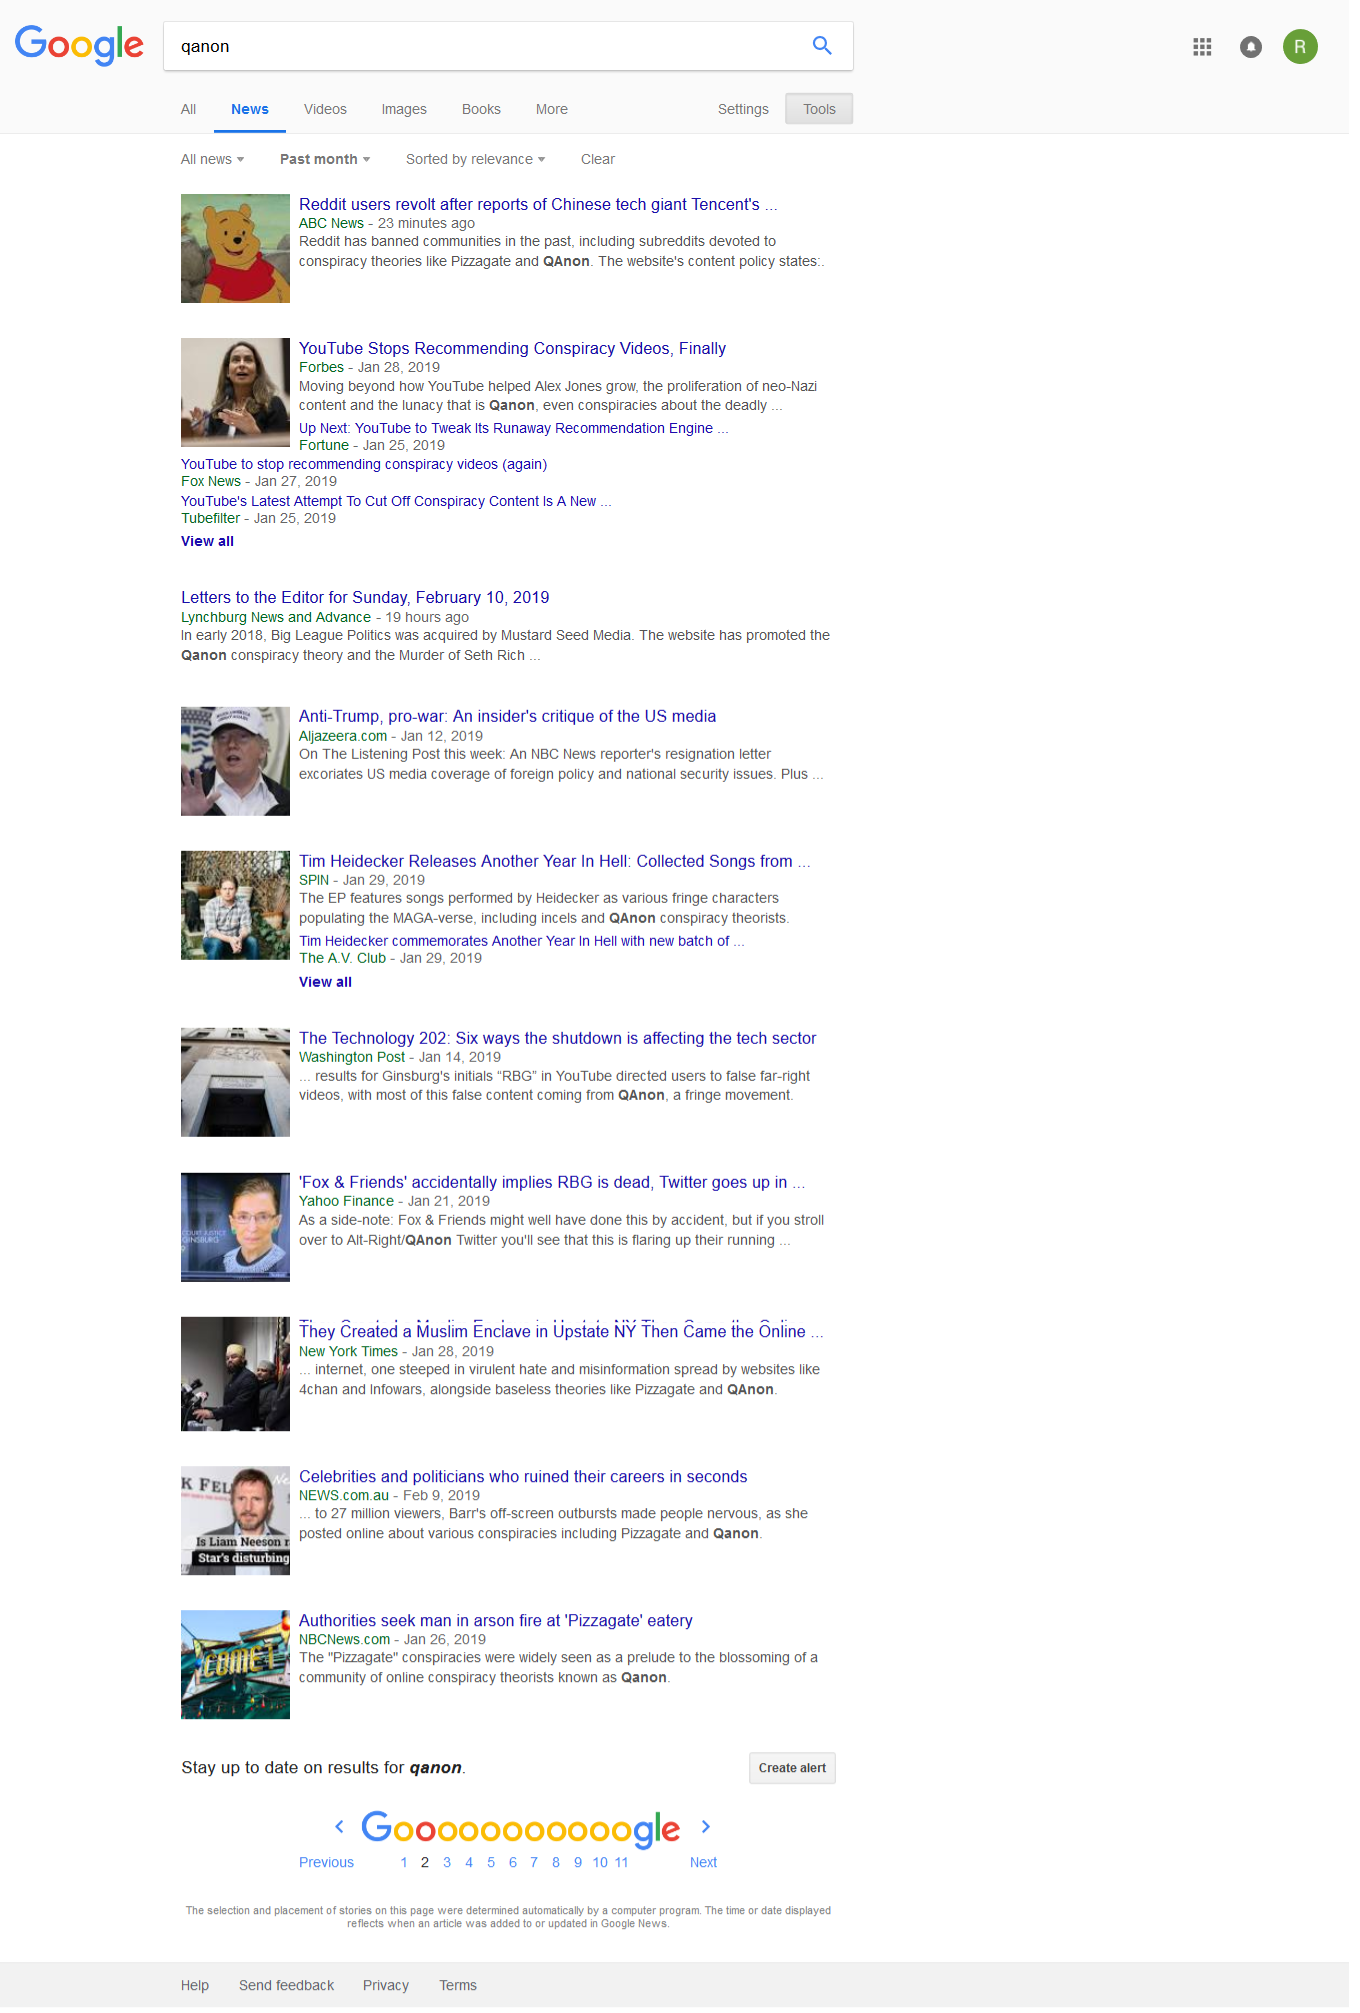 Google
qanon
R
All News Videos Images Books More Settings Tools
All news Past month Sorted by relevance Clear
Reddit users revolt after reports of Chinese tech giant Tencent's ...
ABC News - 23 minutes ago
Reddit has banned communities in the past, including subreddits devoted to
conspiracy theories like Pizzagate and QAnon. The website's content policy states:.
YouTube Stops Recommending Conspiracy Videos, Finally
Forbes - Jan 28, 2019
Moving beyond how YouTube helped Alex Jones grow, the proliferation of neo-Nazi
content and the lunacy that is Qanon, even conspiracies about the deadly ...
Up Next: YouTube to Tweak Its Runaway Recommendation Engine ...
Fortune - Jan 25, 2019
YouTube to stop recommending conspiracy videos (again)
Fox News - Jan 27, 2019
YouTube's Latest Attempt To Cut Off Conspiracy Content Is A New ...
Tubefilter - Jan 25, 2019
View all
Letters to the Editor for Sunday, February 10, 2019
Lynchburg News and Advance - 19 hours ago
In early 2018, Big League Politics was acquired by Mustard Seed Media. The website has promoted the
Qanon conspiracy theory and the Murder of Seth Rich ...
Anti-Trump, pro-war: An insider's critique of the US media
Aljazeera.com - Jan 12, 2019
On The Listening Post this week: An NBC News reporter's resignation letter
excoriates US media coverage of foreign policy and national security issues. Plus ...
Tim Heidecker Releases Another Year In Hell: Collected Songs from ...
SPIN - Jan 29, 2019
The EP features songs performed by Heidecker as various fringe characters
populating the MAGA-verse, including incels and QAnon conspiracy theorists.
Tim Heidecker commemorates Another Year In Hell with new batch of ...
The A.V. Club - Jan 29, 2019
View all
The Technology 202: Six ways the shutdown is affecting the tech sector
Washington Post - Jan 14, 2019
... results for Ginsburg's initials “RBG” in YouTube directed users to false far-right
videos, with most of this false content coming from QAnon, a fringe movement.
'Fox & Friends' accidentally implies RBG is dead, Twitter goes up in ...
Yahoo Finance - Jan 21, 2019
As a side-note: Fox & Friends might well have done this by accident, but if you stroll
over to Alt-Right/QAnon Twitter you'll see that this is flaring up their running ...
COURT JUSTICE
GINSBURG
They Created a Muslim Enclave in Upstate NY Then Came the Online ...
New York Times - Jan 28, 2019
... internet, one steeped in virulent hate and misinformation spread by websites like
4chan and Infowars, alongside baseless theories like Pizzagate and QAnon.
Celebrities and politicians who ruined their careers in seconds
NEWS.com.au - Feb 9, 2019
... to 27 million viewers, Barr's off-screen outbursts made people nervous, as she
posted online about various conspiracies including Pizzagate and Qanon.
K FEL
Is Liam Neeson r
Star's disturbing
Authorities seek man in arson fire at 'Pizzagate' eatery
NBCNews.com - Jan 26, 2019
The "Pizzagate" conspiracies were widely seen as a prelude to the blossoming of a
community of online conspiracy theorists known as Qanon.
COMET
Stay up to date on results for qanon.
Create alert
< Goooooooooooogle >
Previous 1 2 3 4 5 6 7 8 9 10 11 Next
The selection and placement of stories on this page were determined automatically by a computer program. The time or date displayed
reflects when an article was added to or updated in Google News.
Help Send feedback Privacy Terms